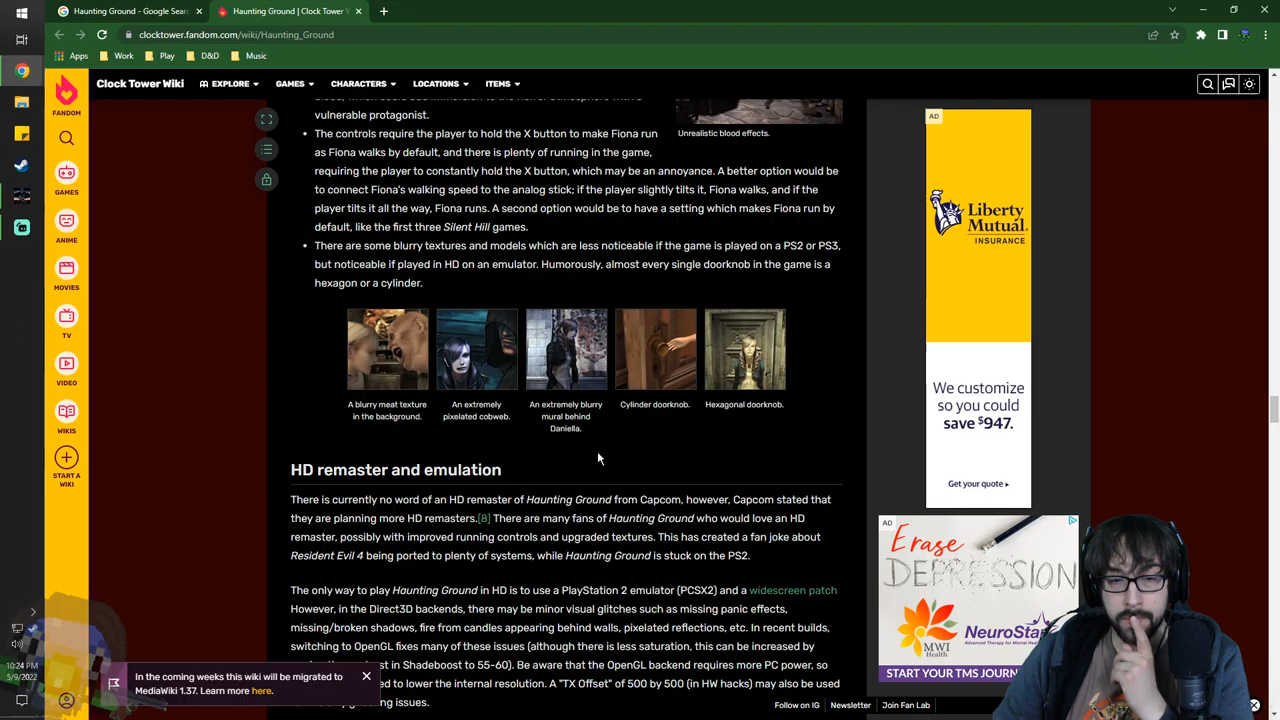 Haunting Ground - Google Sear
Haunting Ground | Clock Tower V
clocktower.fandom.com/wiki/Haunting_Ground
Apps
Work
Play
D&D
Music
FANDOM
GAMES
ANIME
MOVIES
TV
VIDEO
WIKIS
START A
WIKI
Clock Tower Wiki
EXPLORE
GAMES
CHARACTERS
LOCATIONS
ITEMS
vulnerable protagonist.
Unrealistic blood effects.
• The controls require the player to hold the X button to make Fiona run
as Fiona walks by default, and there is plenty of running in the game,
requiring the player to constantly hold the X button, which may be an annoyance. A better option would be
to connect Fiona's walking speed to the analog stick; if the player slightly tilts it, Fiona walks, and if the
player tilts it all the way, Fiona runs. A second option would be to have a setting which makes Fiona run by
default, like the first three Silent Hill games.
• There are some blurry textures and models which are less noticeable if the game is played on a PS2 or PS3,
but noticeable if played in HD on an emulator. Humorously, almost every single doorknob in the game is a
hexagon or a cylinder.
A blurry meat texture
in the background.
An extremely
pixelated cobweb.
An extremely blurry
mural behind
Daniella.
Cylinder doorknob.
Hexagonal doorknob.
HD remaster and emulation
There is currently no word of an HD remaster of Haunting Ground from Capcom, however, Capcom stated that
they are planning more HD remasters.[8] There are many fans of Haunting Ground who would love an HD
remaster, possibly with improved running controls and upgraded textures. This has created a fan joke about
Resident Evil 4 being ported to plenty of systems, while Haunting Ground is stuck on the PS2.
The only way to play Haunting Ground in HD is to use a PlayStation 2 emulator (PCSX2) and a widescreen patch
However, in the Direct3D backends, there may be minor visual glitches such as missing panic effects,
missing/broken shadows, fire from candles appearing behind walls, pixelated reflections, etc. In recent builds,
switching to OpenGL fixes many of these issues (although there is less saturation, this can be increased by
in Shadeboost to 55-60). Be aware that the OpenGL backend requires more PC power, so
to lower the internal resolution. A "TX Offset" of 500 by 500 (in HW hacks) may also be used
issues.
In the coming weeks this wiki will be migrated to
MediaWiki 1.37. Learn more here.
10:24 PM
10/9/2022
AD
Liberty
Mutual
INSURANCE
We customize
so you could
save $947.
Get your quote ▸
AD
Erase
DEPRESSION
MWI
Health
NeuroSta
Advanced Therapy for Mental He
START YOUR TMS JOURN
Follow on IG
Newsletter
Join Fan Lab